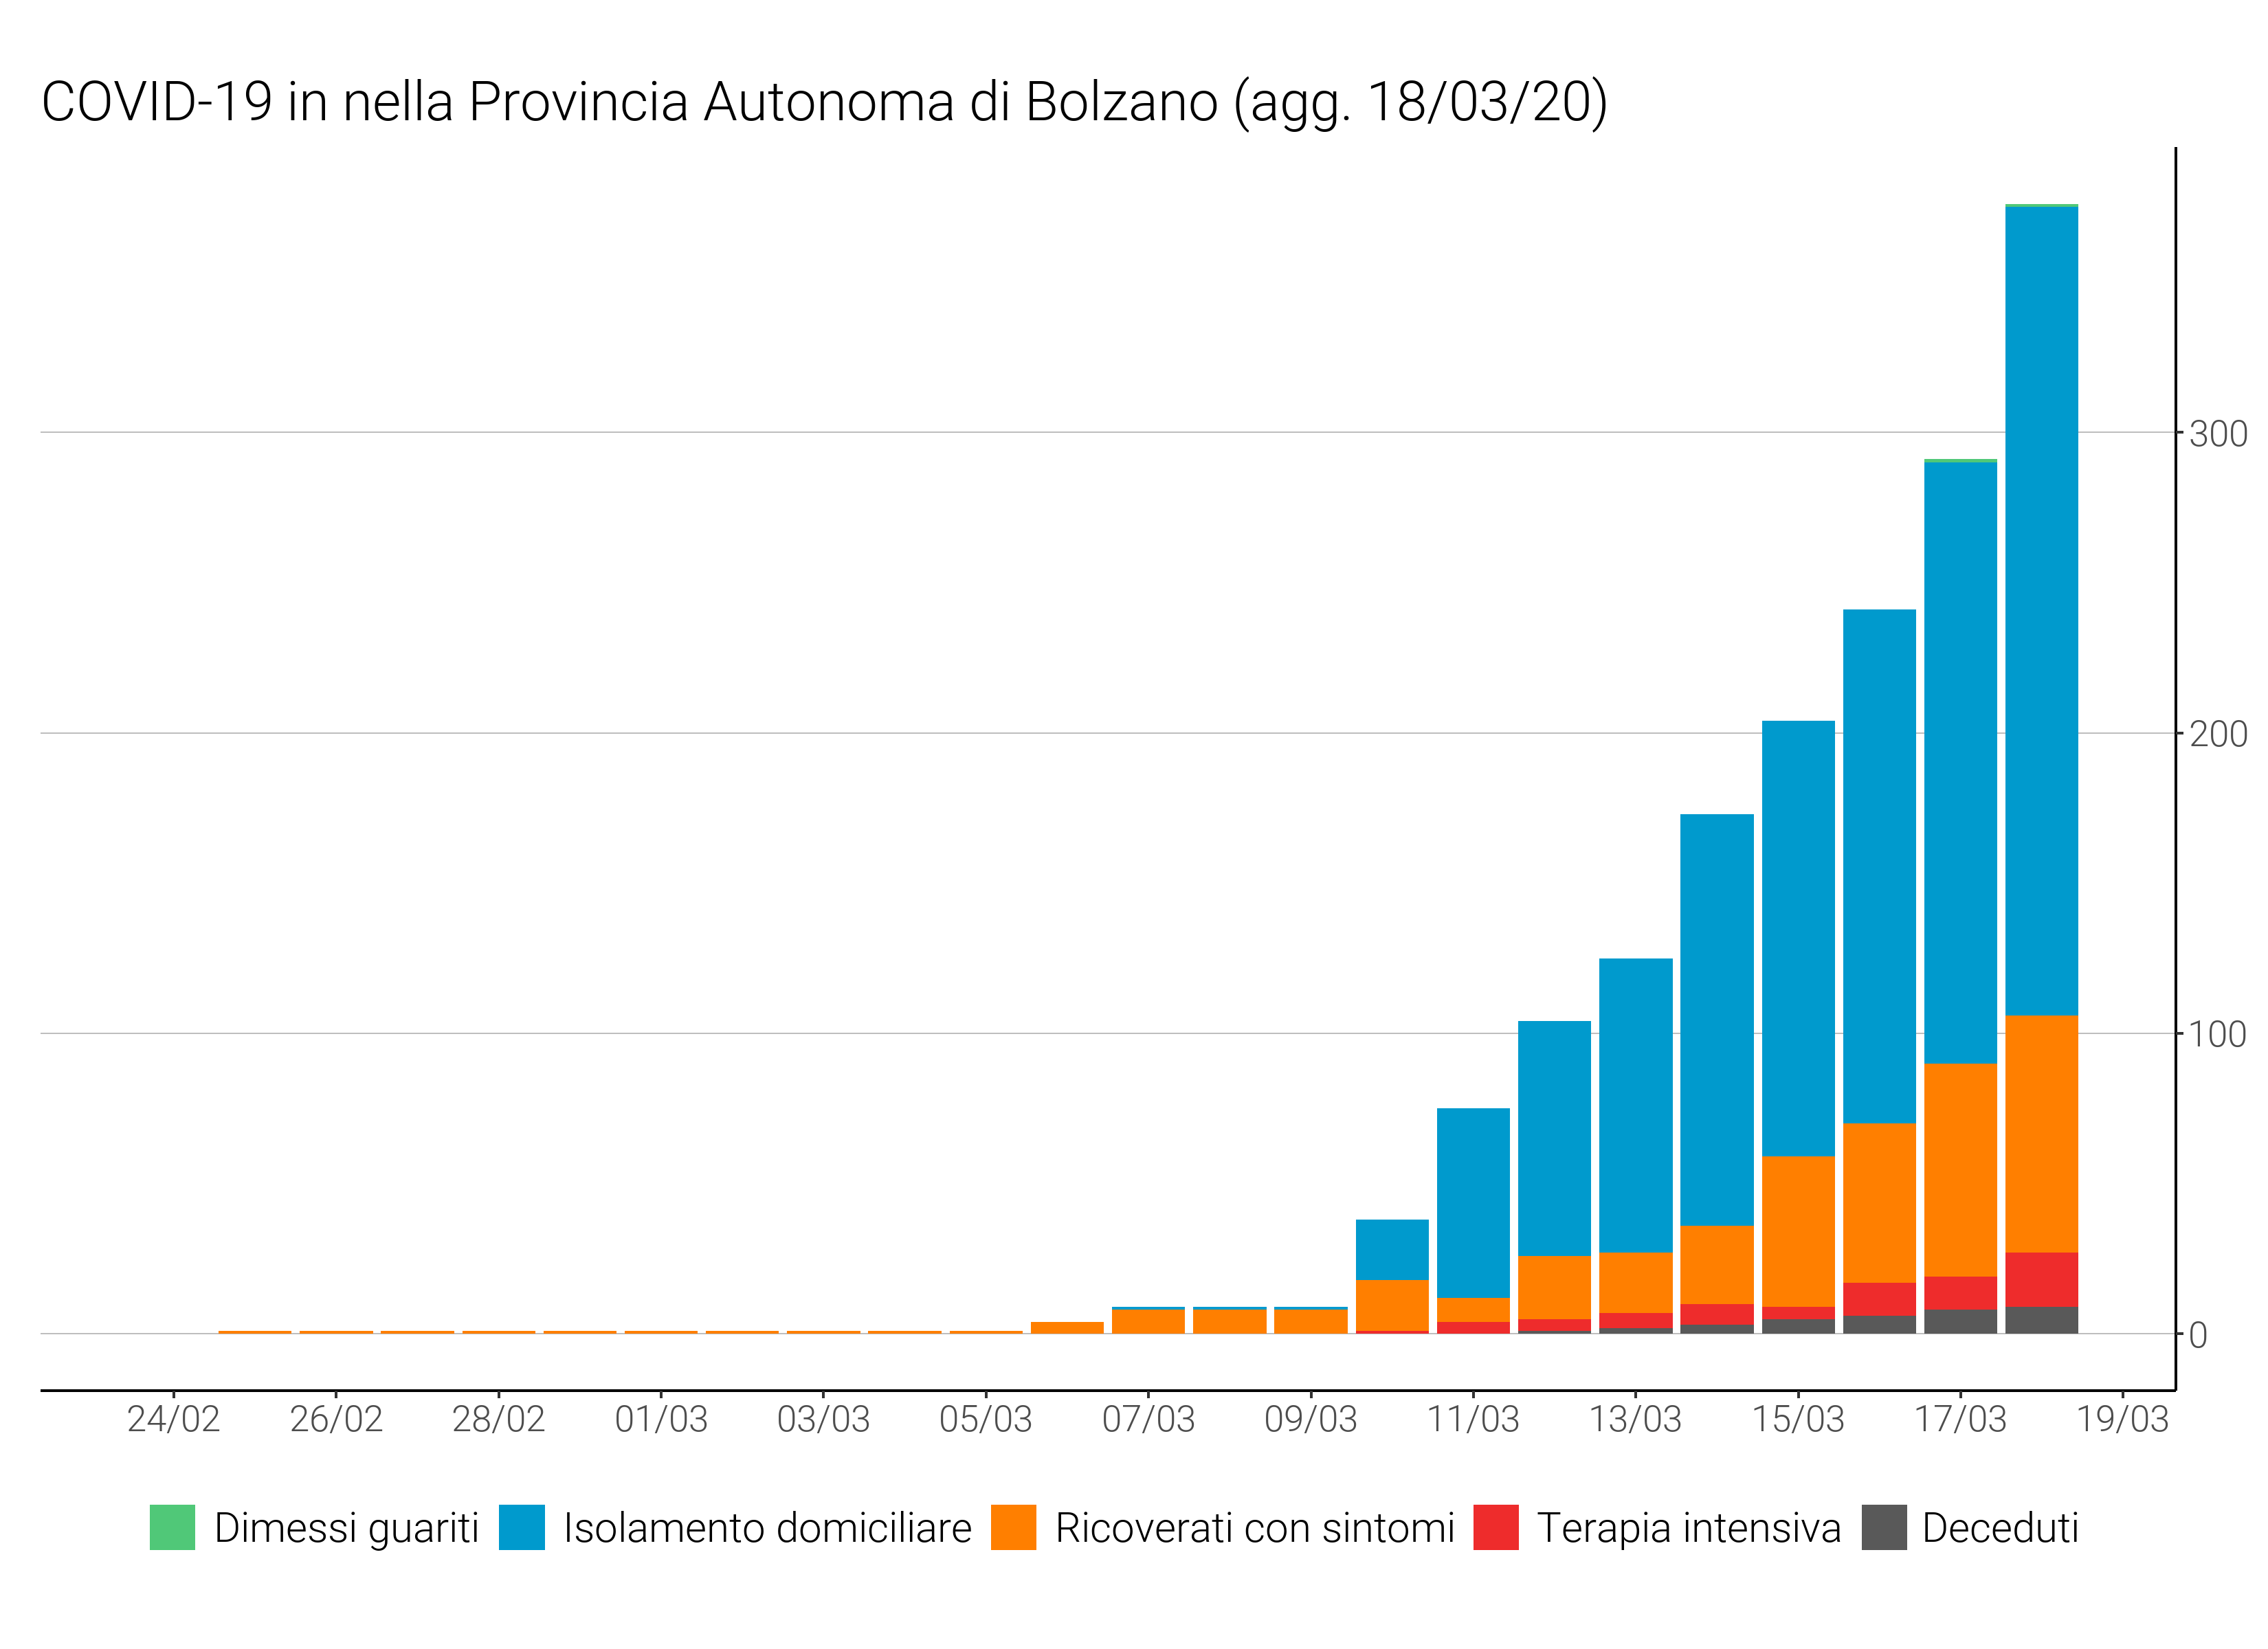 COVID-19 in nella Provincia Autonoma di Bolzano (agg. 18/03/20)
300
200
100
0
24/02 26/02 28/02 01/03 03/03 05/03 07/03 09/03 11/03 13/03 15/03 17/03 19/03
Dimessi guariti Isolamento domiciliare Ricoverati con sintomi Terapia intensiva Deceduti